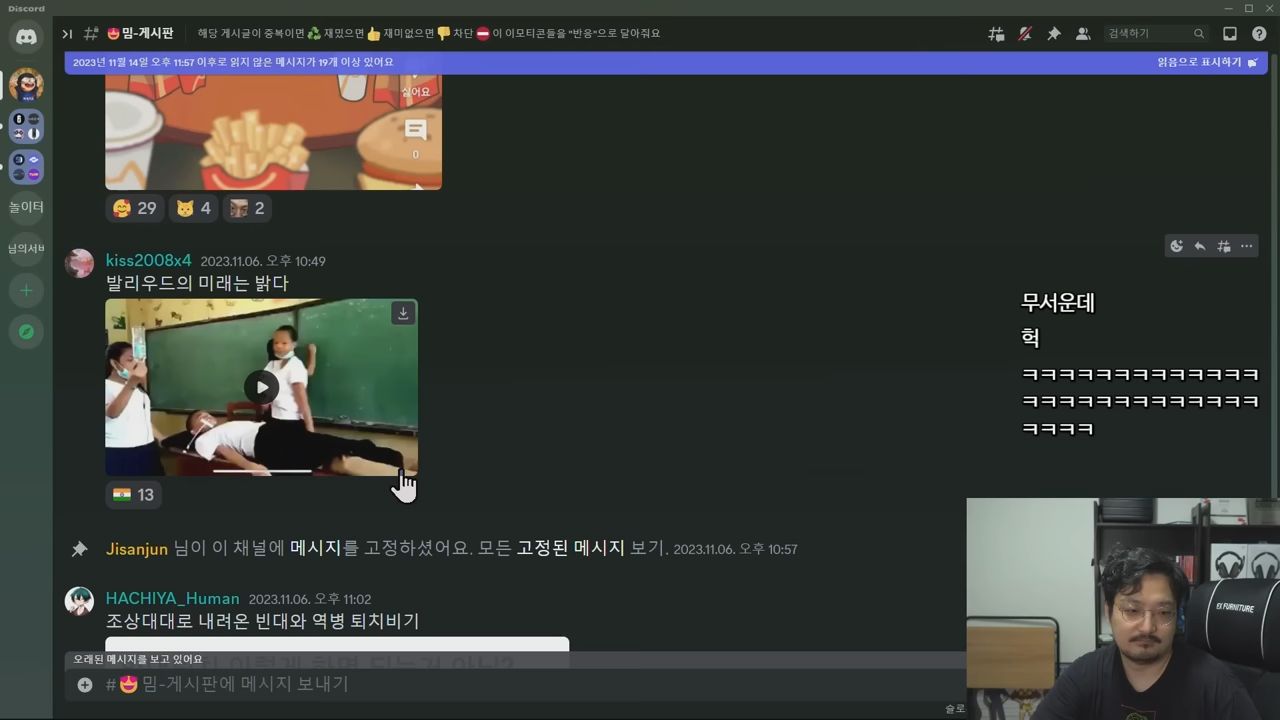 Discord
😍밈-게시판
해당 게시글이 중복이면♻️ 재밌으면👍 재미없으면👎 차단⛔ 이 이모티콘들을 "반응"으로 달아줘요
검색하기
2023년 11월 14일 오후 11:57 이후로 읽지 않은 메시지가 19개 이상 있어요
읽음으로 표시하기
싫어요
0
29
4
2
놀이터
님의서버
kiss2008x4 2023.11.06. 오후 10:49
발리우드의 미래는 밝다
13
무서운데
헉
ㅋㅋㅋㅋㅋㅋㅋㅋㅋㅋㅋㅋㅋ
ㅋㅋㅋㅋㅋㅋㅋㅋㅋㅋㅋㅋㅋ
ㅋㅋㅋㅋ
Jisanjun 님이 이 채널에 메시지를 고정하셨어요. 모든 고정된 메시지 보기. 2023.11.06. 오후 10:57
HACHIYA_Human 2023.11.06. 오후 11:02
조상대대로 내려온 빈대와 역병 퇴치비기
오래된 메시지를 보고 있어요
#😍밈-게시판에 메시지 보내기
슬로
EX FURNITURE